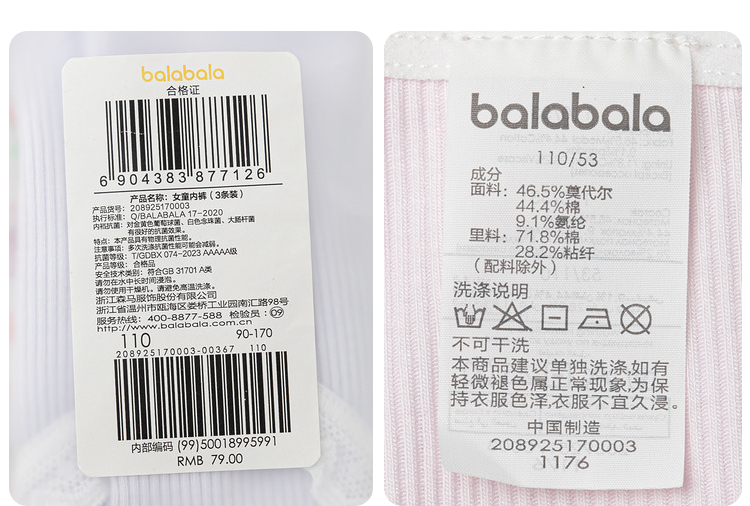 balabala
合格证
6 904383 877126
产品名称: 女童内裤 (3条装)
产品货号: 208925170003
执行标准: Q/BALABALA 17-2020
内裆抗菌: 对金黄色葡萄球菌、白色念珠菌、大肠杆菌
有很好的抗菌效果。
特点: 本产品具有物理抗菌性能。
注意事项: 多次洗涤抗菌性能可能会减弱。
抗菌等级: T/GDBX 074-2023 AAAAA级
产品等级: 合格品
安全技术类别: 符合GB 31701 A类
请勿在水中长时间浸泡。
请勿使用干燥机。请避免高温洗涤。
浙江森马服饰股份有限公司
浙江省温州市瓯海区娄桥工业园南汇路98号
服务热线: 400-8877-588 检验员: 09
http://www.balabala.com.cn
110 90-170
208925170003-00367 110
内部编码 (99)50018995991
RMB 79.00
balabala
110/53
成分
面料: 46.5%莫代尔
44.4%棉
9.1%氨纶
里料: 71.8%棉
28.2%粘纤
(配料除外)
洗涤说明
不可干洗
本商品建议单独洗涤,如有
轻微褪色属正常现象,为保
持衣服色泽,衣服不宜久浸。
中国制造
208925170003
1176